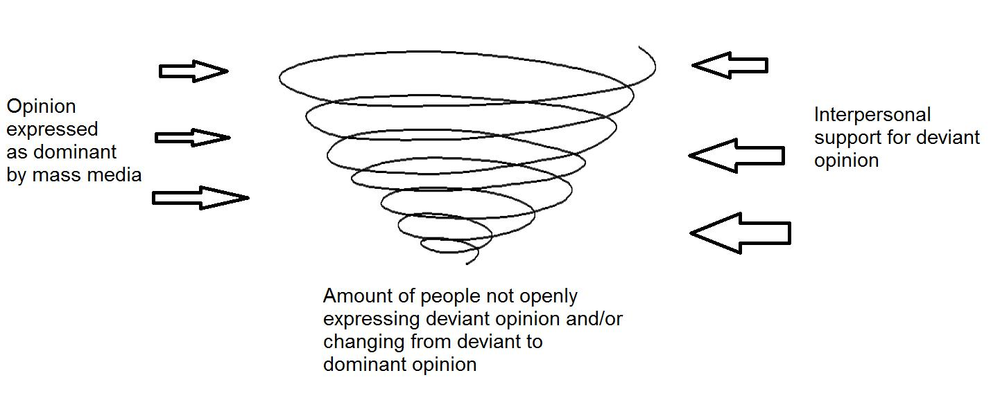 Opinion
expressed
as dominant
by mass media
Interpersonal
support for deviant
opinion
Amount of people not openly
expressing deviant opinion and/or
changing from deviant to
dominant opinion